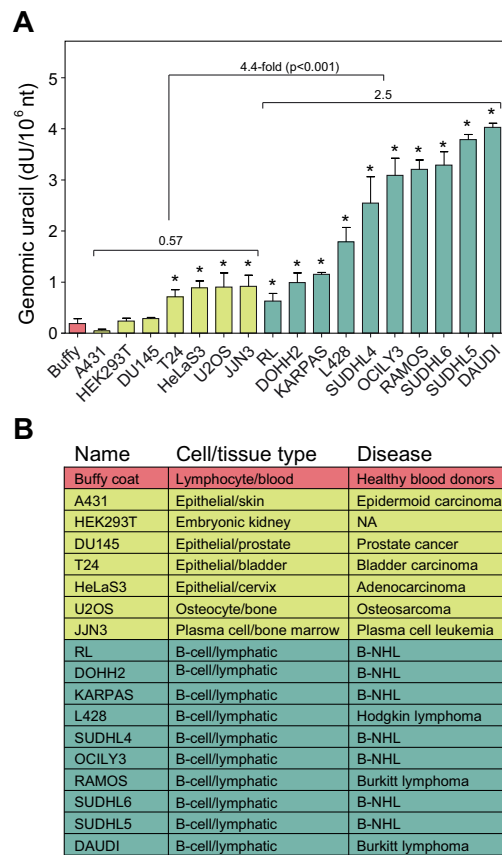 A
4.4-fold (p<0.001)
2.5
0.57
Genomic uracil (dU/10⁶ nt)
5
4
3
2
1
0
* * * * * * * * * * * * * *
Buffy
A431
HEK293T
DU145
T24
HeLaS3
U2OS
JJN3
RL
DOHH2
KARPAS
L428
SUDHL4
OCILY3
RAMOS
SUDHL6
SUDHL5
DAUDI
B
Name Cell/tissue type Disease
Buffy coat Lymphocyte/blood Healthy blood donors
A431 Epithelial/skin Epidermoid carcinoma
HEK293T Embryonic kidney NA
DU145 Epithelial/prostate Prostate cancer
T24 Epithelial/bladder Bladder carcinoma
HeLaS3 Epithelial/cervix Adenocarcinoma
U2OS Osteocyte/bone Osteosarcoma
JJN3 Plasma cell/bone marrow Plasma cell leukemia
RL B-cell/lymphatic B-NHL
DOHH2 B-cell/lymphatic B-NHL
KARPAS B-cell/lymphatic B-NHL
L428 B-cell/lymphatic Hodgkin lymphoma
SUDHL4 B-cell/lymphatic B-NHL
OCILY3 B-cell/lymphatic B-NHL
RAMOS B-cell/lymphatic Burkitt lymphoma
SUDHL6 B-cell/lymphatic B-NHL
SUDHL5 B-cell/lymphatic B-NHL
DAUDI B-cell/lymphatic Burkitt lymphoma